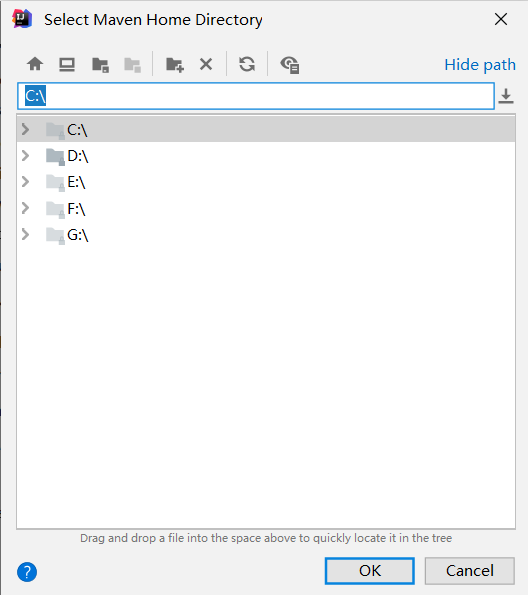 Select Maven Home Directory
Hide path
C:\
C:\
D:\
E:\
F:\
G:\
Drag and drop a file into the space above to quickly locate it in the tree
?
OK
Cancel